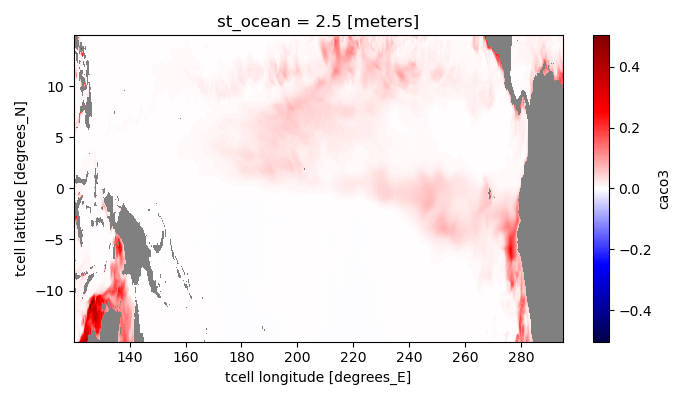 st_ocean = 2.5 [meters]
10
5
0
−5
−10
tcell latitude [degrees_N]
140 160 180 200 220 240 260 280
tcell longitude [degrees_E]
0.4
0.2
0.0
−0.2
−0.4
caco3